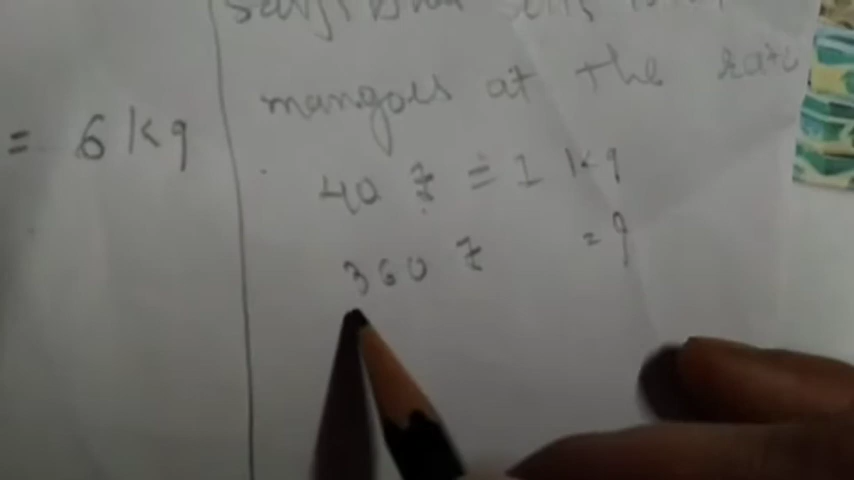 = 6 kg
mangoes at the rate
40 ₹ = 1 kg
360 ₹ = ?